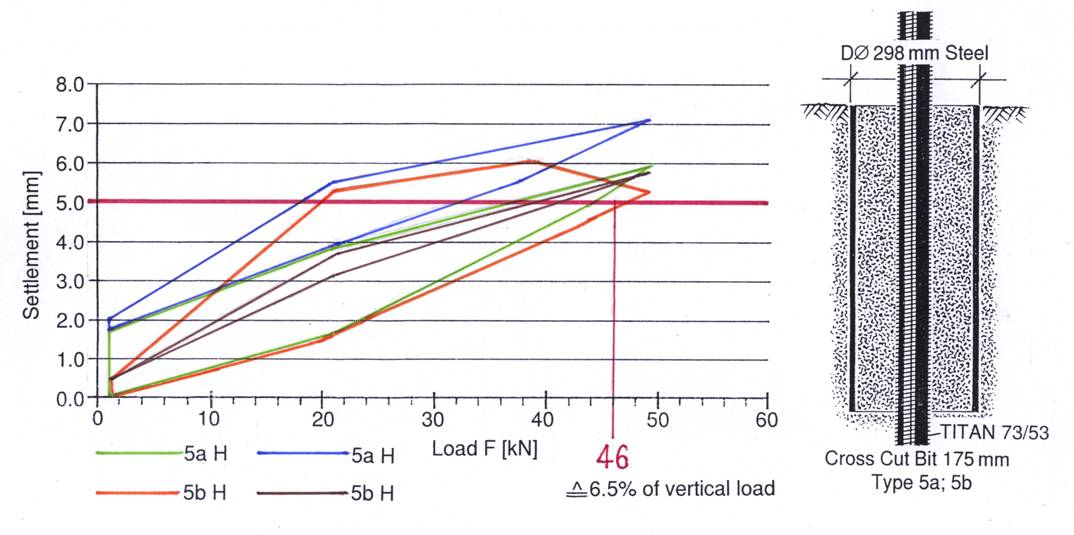 8.0
7.0
6.0
5.0
4.0
3.0
2.0
1.0
0.0
Settlement [mm]
0
10
20
30
40
50
60
Load F [kN]
46
≙6.5% of vertical load
5a H
5a H
5b H
5b H
DØ 298 mm Steel
TITAN 73/53
Cross Cut Bit 175 mm
Type 5a; 5b